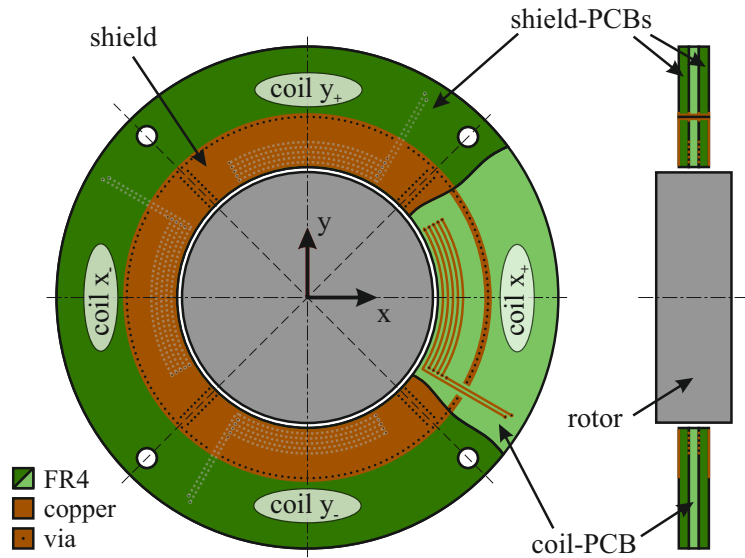 shield
shield-PCBs
coil y+
y
x
coil x-
coil x+
rotor
FR4
copper
via
coil y-
coil-PCB